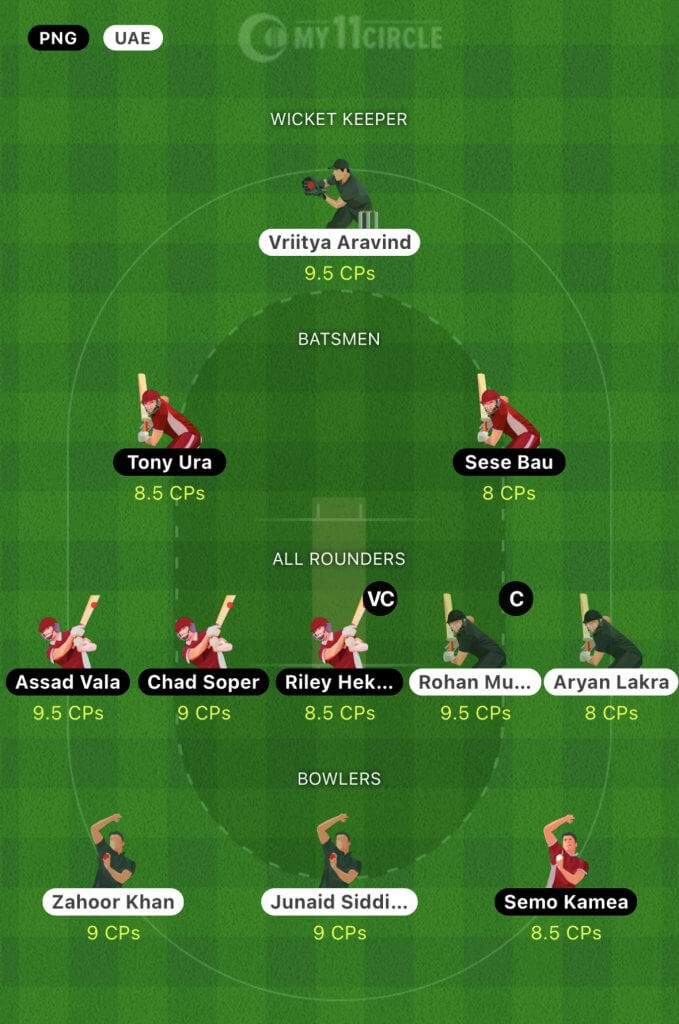 PNG UAE MY11CIRCLE
WICKET KEEPER
Vriitya Aravind
9.5 CPs
BATSMEN
Tony Ura Sese Bau
8.5 CPs 8 CPs
ALL ROUNDERS
VC C
Assad Vala Chad Soper Riley Hek... Rohan Mu... Aryan Lakra
9.5 CPs 9 CPs 8.5 CPs 9.5 CPs 8 CPs
BOWLERS
Zahoor Khan Junaid Siddi... Semo Kamea
9 CPs 9 CPs 8.5 CPs